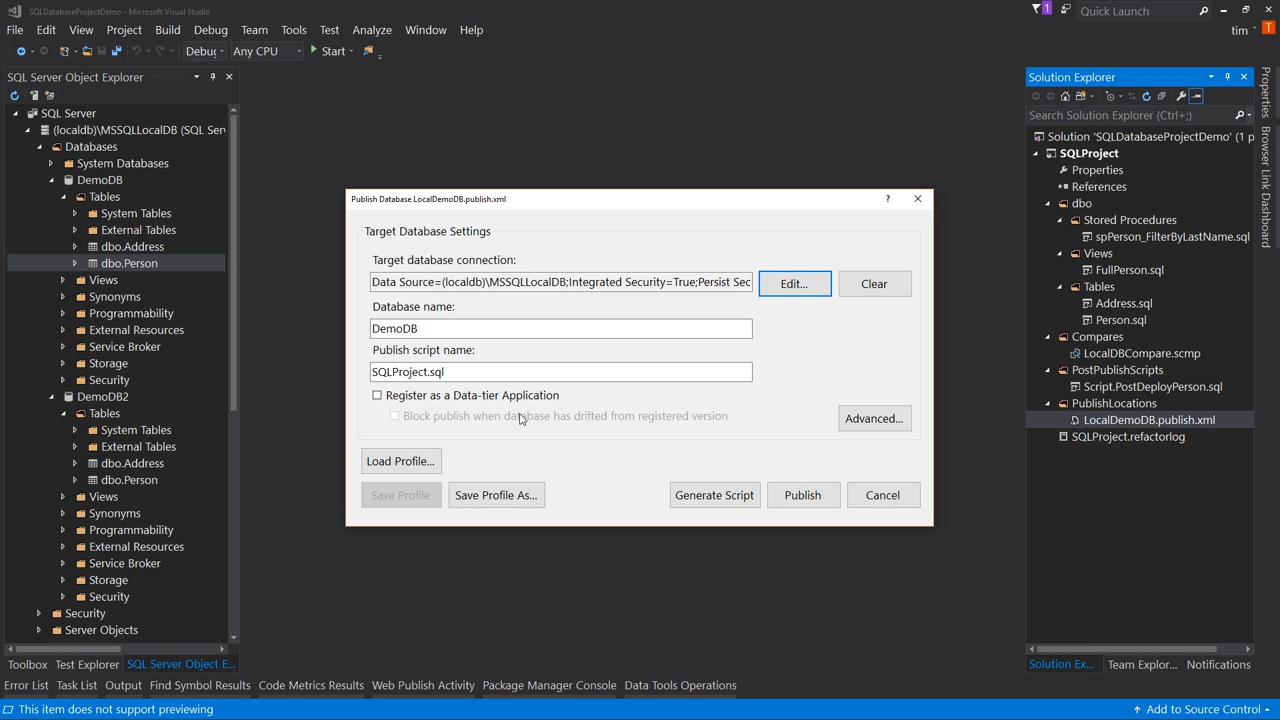 SQLDatabaseProjectDemo - Microsoft Visual Studio
1
Quick Launch
File Edit View Project Build Debug Team Tools Test Analyze Window Help
tim
T
Debug Any CPU Start
SQL Server Object Explorer
SQL Server
(localdb)\MSSQLLocalDB (SQL Ser
Databases
System Databases
DemoDB
Tables
System Tables
External Tables
dbo.Address
dbo.Person
Views
Synonyms
Programmability
External Resources
Service Broker
Storage
Security
DemoDB2
Tables
System Tables
External Tables
dbo.Address
dbo.Person
Views
Synonyms
Programmability
External Resources
Service Broker
Storage
Security
Security
Server Objects
Toolbox Test Explorer SQL Server Object E...
Publish Database LocalDemoDB.publish.xml
?
Target Database Settings
Target database connection:
Data Source=(localdb)\MSSQLLocalDB;Integrated Security=True;Persist Sec
Edit... Clear
Database name:
DemoDB
Publish script name:
SQLProject.sql
Register as a Data-tier Application
Block publish when database has drifted from registered version
Advanced...
Load Profile...
Save Profile Save Profile As... Generate Script Publish Cancel
Solution Explorer
Search Solution Explorer (Ctrl+;)
Solution 'SQLDatabaseProjectDemo' (1 p
SQLProject
Properties
References
dbo
Stored Procedures
spPerson_FilterByLastName.sql
Views
FullPerson.sql
Tables
Address.sql
Person.sql
Compares
LocalDBCompare.scmp
PostPublishScripts
Script.PostDeployPerson.sql
PublishLocations
LocalDemoDB.publish.xml
SQLProject.refactorlog
Solution Ex... Team Explor... Notifications
Properties
Browser Link Dashboard
Error List Task List Output Find Symbol Results Code Metrics Results Web Publish Activity Package Manager Console Data Tools Operations
This item does not support previewing
Add to Source Control